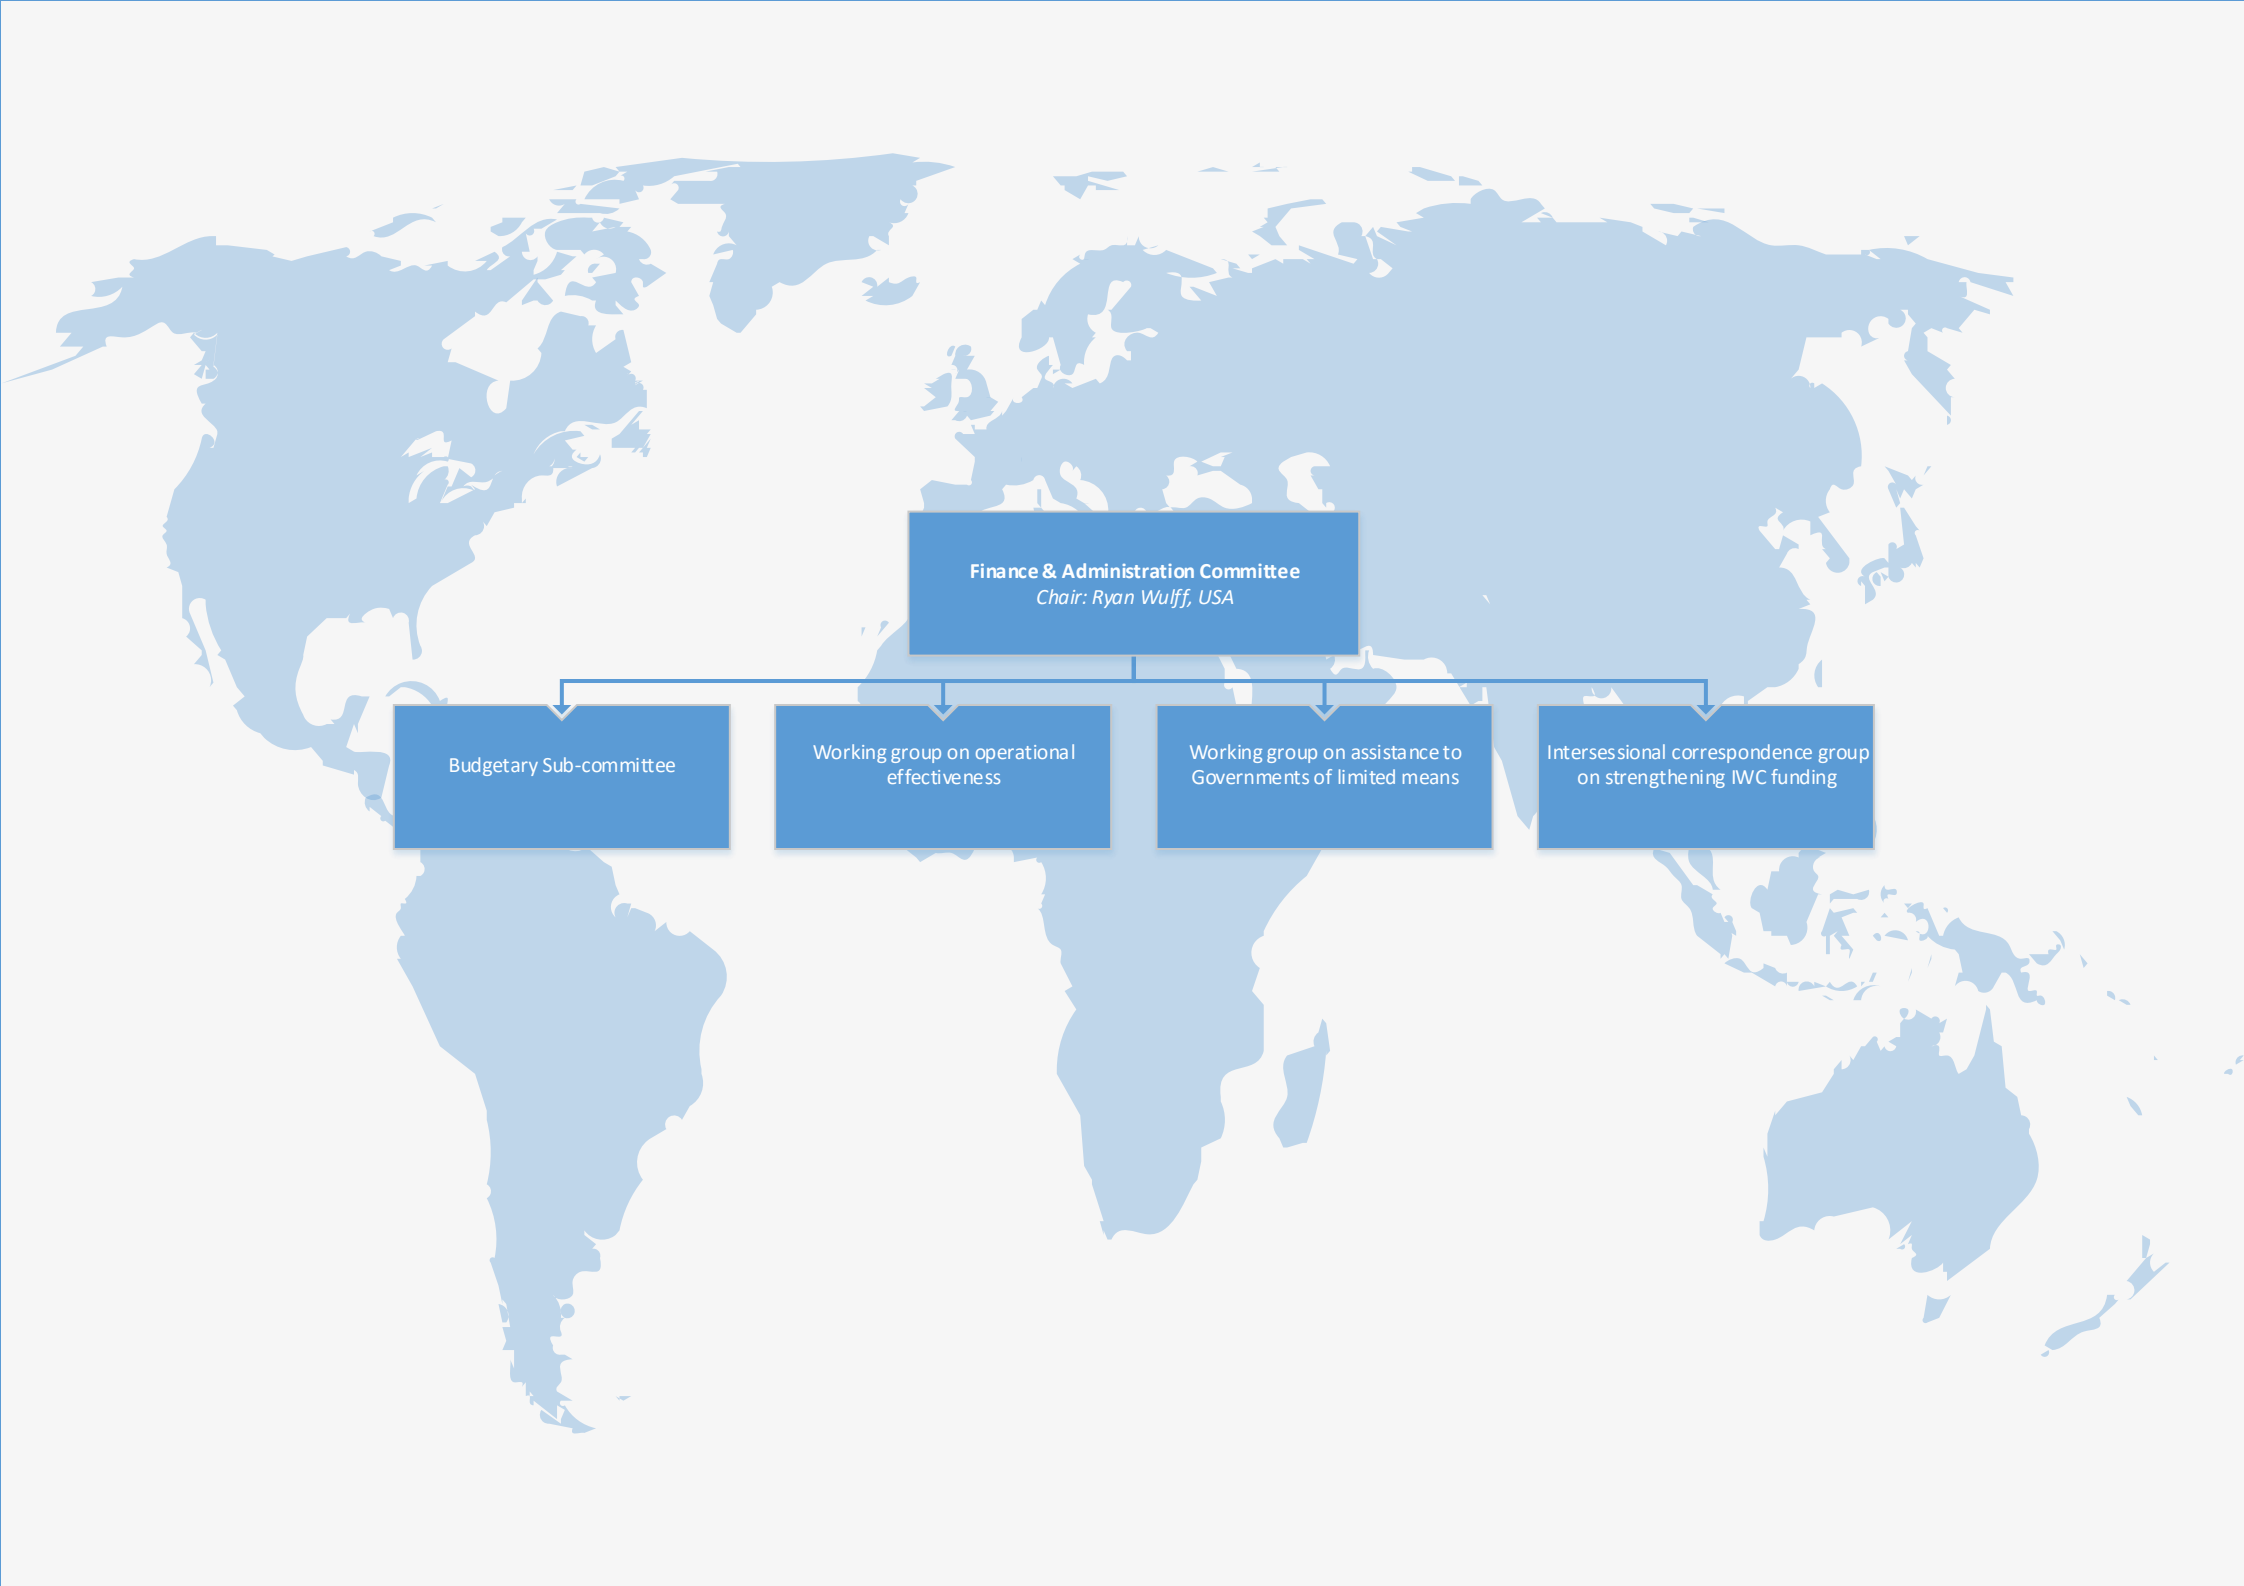 Finance & Administration Committee
Chair: Ryan Wulff, USA
Budgetary Sub-committee
Working group on operational
effectiveness
Working group on assistance to
Governments of limited means
Intersessional correspondence group
on strengthening IWC funding